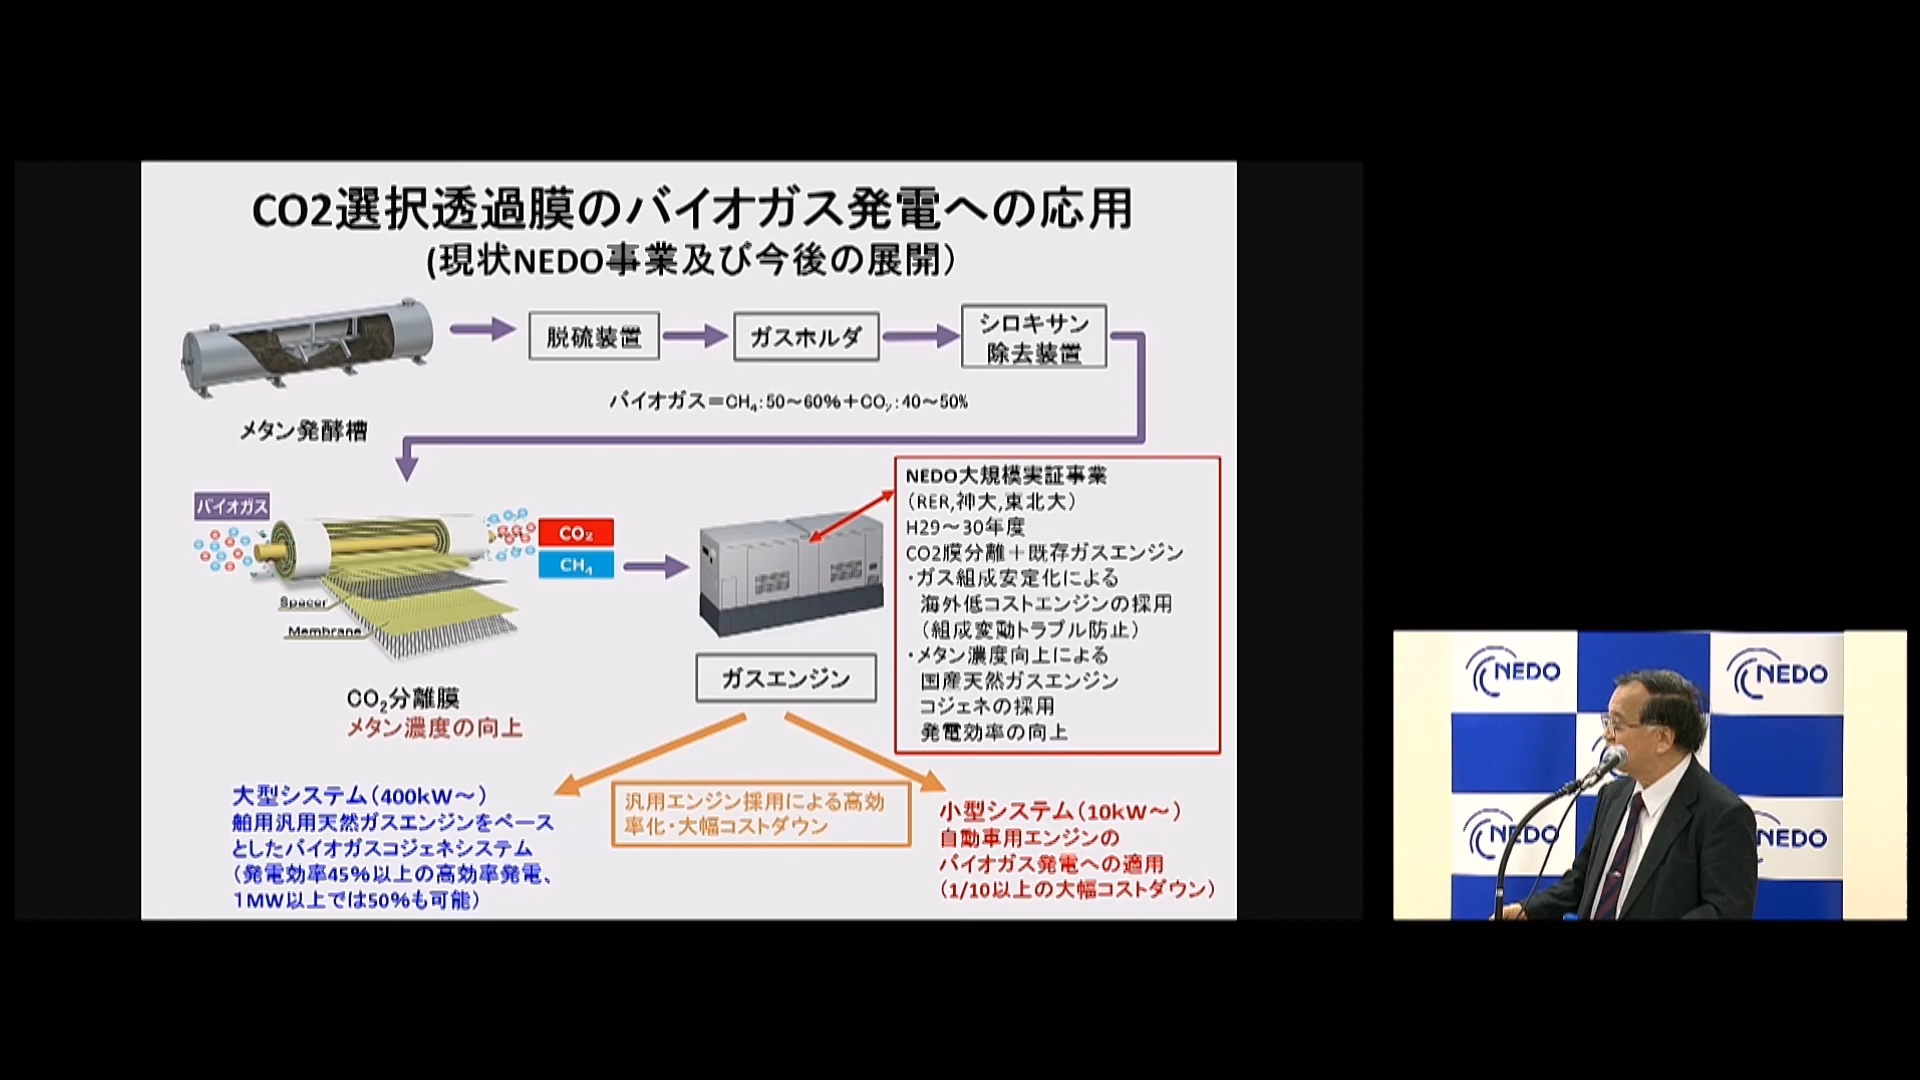 CO2選択透過膜のバイオガス発電への応用
(現状NEDO事業及び今後の展開)
脱硫装置
ガスホルダ
シロキサン
除去装置
バイオガス=CH₄:50～60%+CO₂:40～50%
メタン発酵槽
バイオガス
CO₂
CH₄
Spacer
Membrane
CO₂分離膜
メタン濃度の向上
ガスエンジン
NEDO大規模実証事業
(RER,神大,東北大)
H29～30年度
CO2膜分離+既存ガスエンジン
・ガス組成安定化による
海外低コストエンジンの採用
(組成変動トラブル防止)
・メタン濃度向上による
国産天然ガスエンジン
コジェネの採用
発電効率の向上
大型システム(400kW～)
舶用汎用天然ガスエンジンをベース
としたバイオガスコジェネシステム
(発電効率45%以上の高効率発電、
1MW以上では50%も可能)
汎用エンジン採用による高効
率化・大幅コストダウン
小型システム(10kW～)
自動車用エンジンの
バイオガス発電への適用
(1/10以上の大幅コストダウン)
NEDO
NEDO
NEDO
NEDO